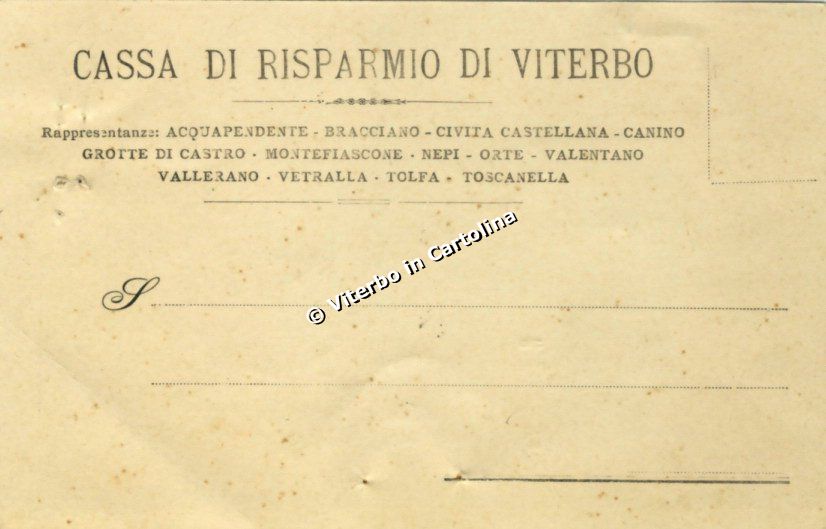 CASSA DI RISPARMIO DI VITERBO
Rappresentanze: ACQUAPENDENTE - BRACCIANO - CIVITA CASTELLANA - CANINO
GROTTE DI CASTRO - MONTEFIASCONE - NEPI - ORTE - VALENTANO
VALLERANO - VETRALLA - TOLFA - TOSCANELLA
© Viterbo in Cartolina
S